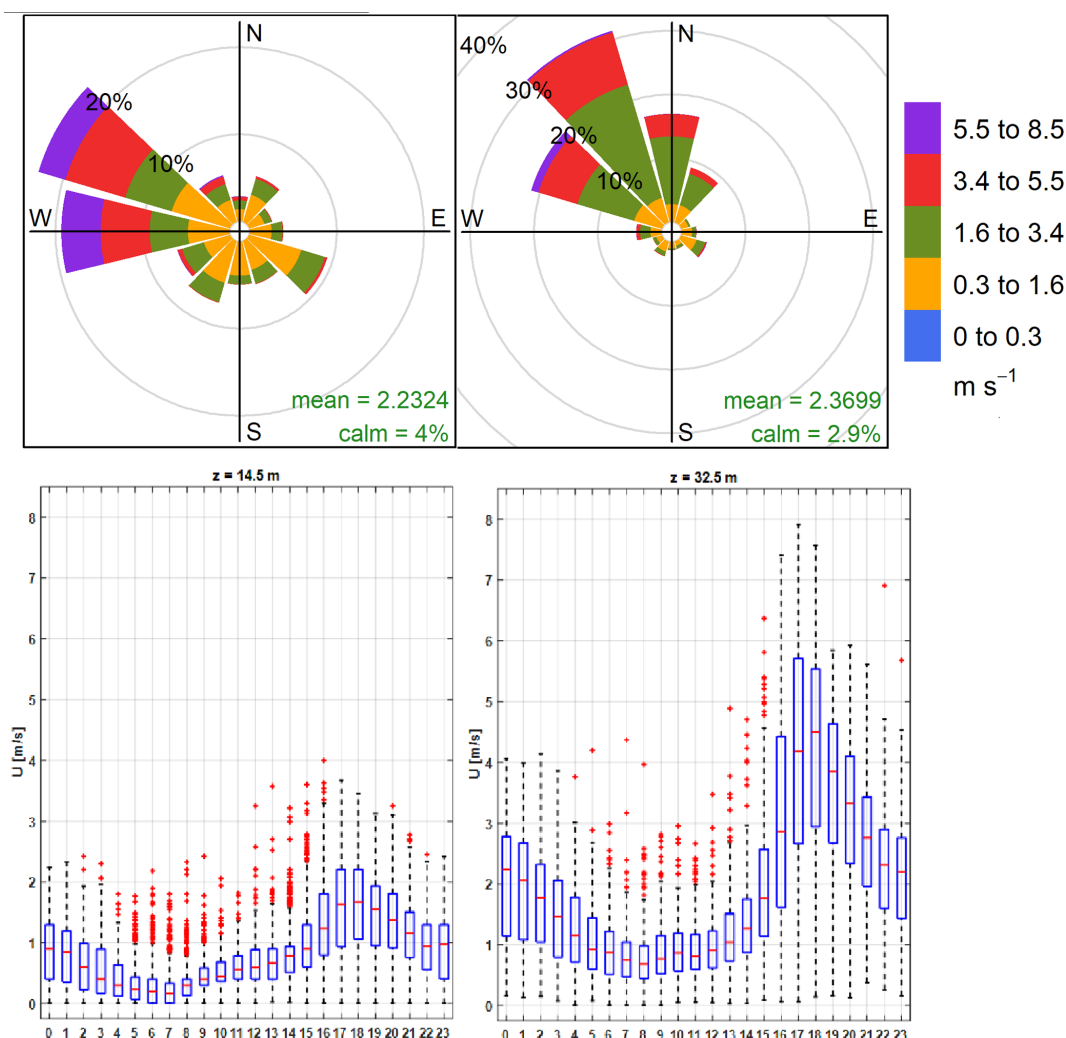 N
20%
10%
W
E
mean = 2.2324
S
calm = 4%
N
40%
30%
20%
10%
W
E
mean = 2.3699
S
calm = 2.9%
5.5 to 8.5
3.4 to 5.5
1.6 to 3.4
0.3 to 1.6
0 to 0.3
m s⁻¹
z = 14.5 m
8
7
6
5
4
3
2
1
0
U [m/s]
0 1 2 3 4 5 6 7 8 9 10 11 12 13 14 15 16 17 18 19 20 21 22 23
z = 32.5 m
8
7
6
5
4
3
2
1
0
U [m/s]
0 1 2 3 4 5 6 7 8 9 10 11 12 13 14 15 16 17 18 19 20 21 22 23